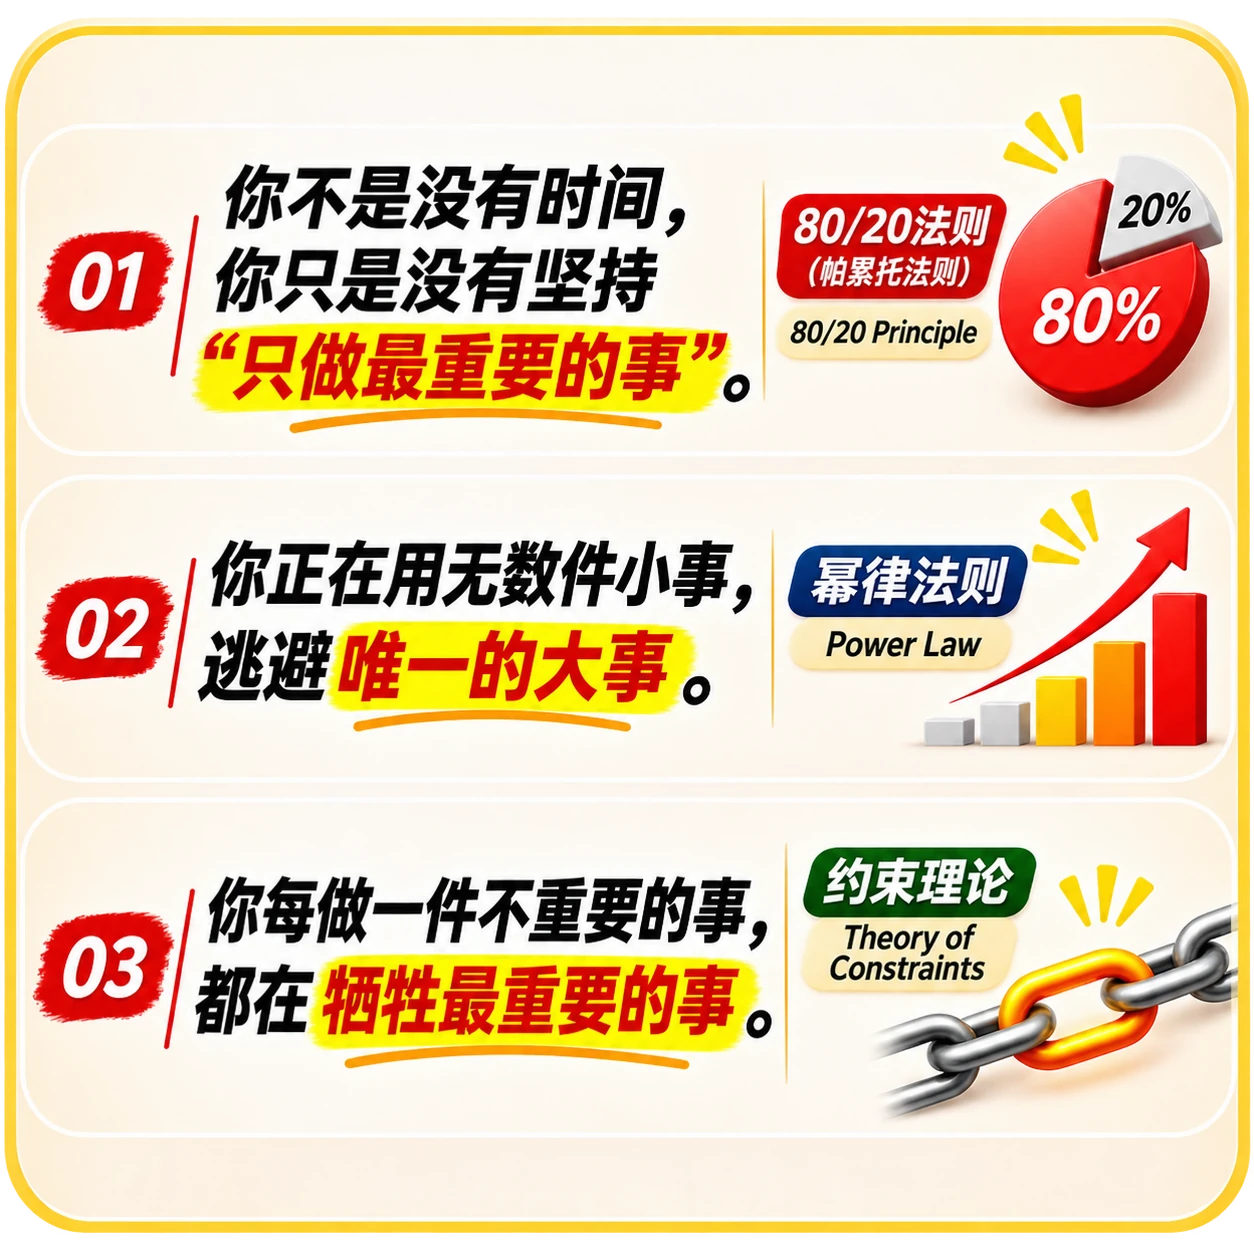 01
你不是没有时间，
你只是没有坚持
“只做最重要的事”。
80/20法则
（帕累托法则）
80/20 Principle
20%
80%
02
你正在用无数件小事，
逃避唯一的大事。
幂律法则
Power Law
03
你每做一件不重要的事，
都在牺牲最重要的事。
约束理论
Theory of
Constraints